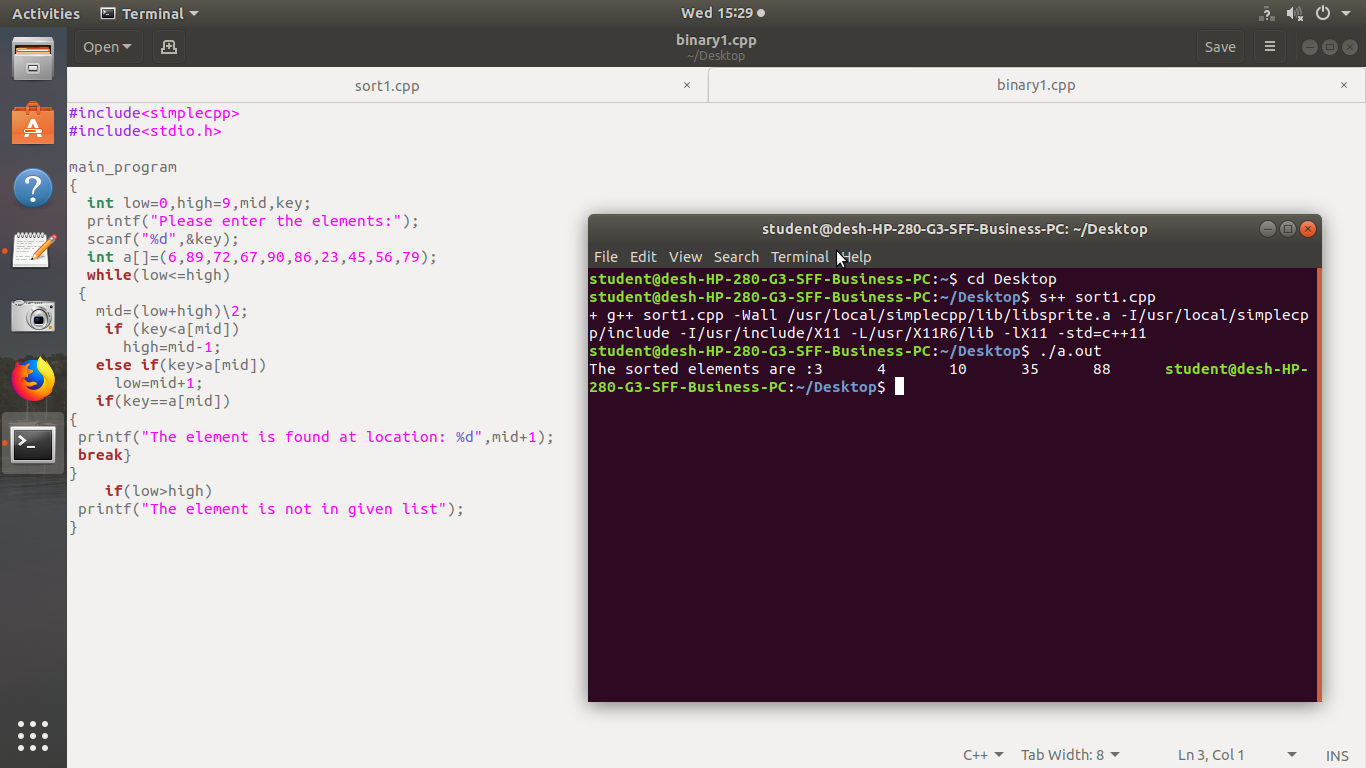 Activities Terminal Wed 15:29
Open binary1.cpp Save
~/Desktop
sort1.cpp × binary1.cpp ×
#include<simplecpp>
#include<stdio.h>
main_program
{
int low=0,high=9,mid,key;
printf("Please enter the elements:");
scanf("%d",&key);
int a[]=(6,89,72,67,90,86,23,45,56,79);
while(low<=high)
{
mid=(low+high)\2;
if (key<a[mid])
high=mid-1;
else if(key>a[mid])
low=mid+1;
if(key==a[mid])
{
printf("The element is found at location: %d",mid+1);
break}
}
if(low>high)
printf("The element is not in given list");
}
student@desh-HP-280-G3-SFF-Business-PC: ~/Desktop
File Edit View Search Terminal Help
student@desh-HP-280-G3-SFF-Business-PC:~$ cd Desktop
student@desh-HP-280-G3-SFF-Business-PC:~/Desktop$ s++ sort1.cpp
+ g++ sort1.cpp -Wall /usr/local/simplecpp/lib/libsprite.a -I/usr/local/simplecp
p/include -I/usr/include/X11 -L/usr/X11R6/lib -lX11 -std=c++11
student@desh-HP-280-G3-SFF-Business-PC:~/Desktop$ ./a.out
The sorted elements are :3 4 10 35 88 student@desh-HP-
280-G3-SFF-Business-PC:~/Desktop$
C++ Tab Width: 8 Ln 3, Col 1 INS